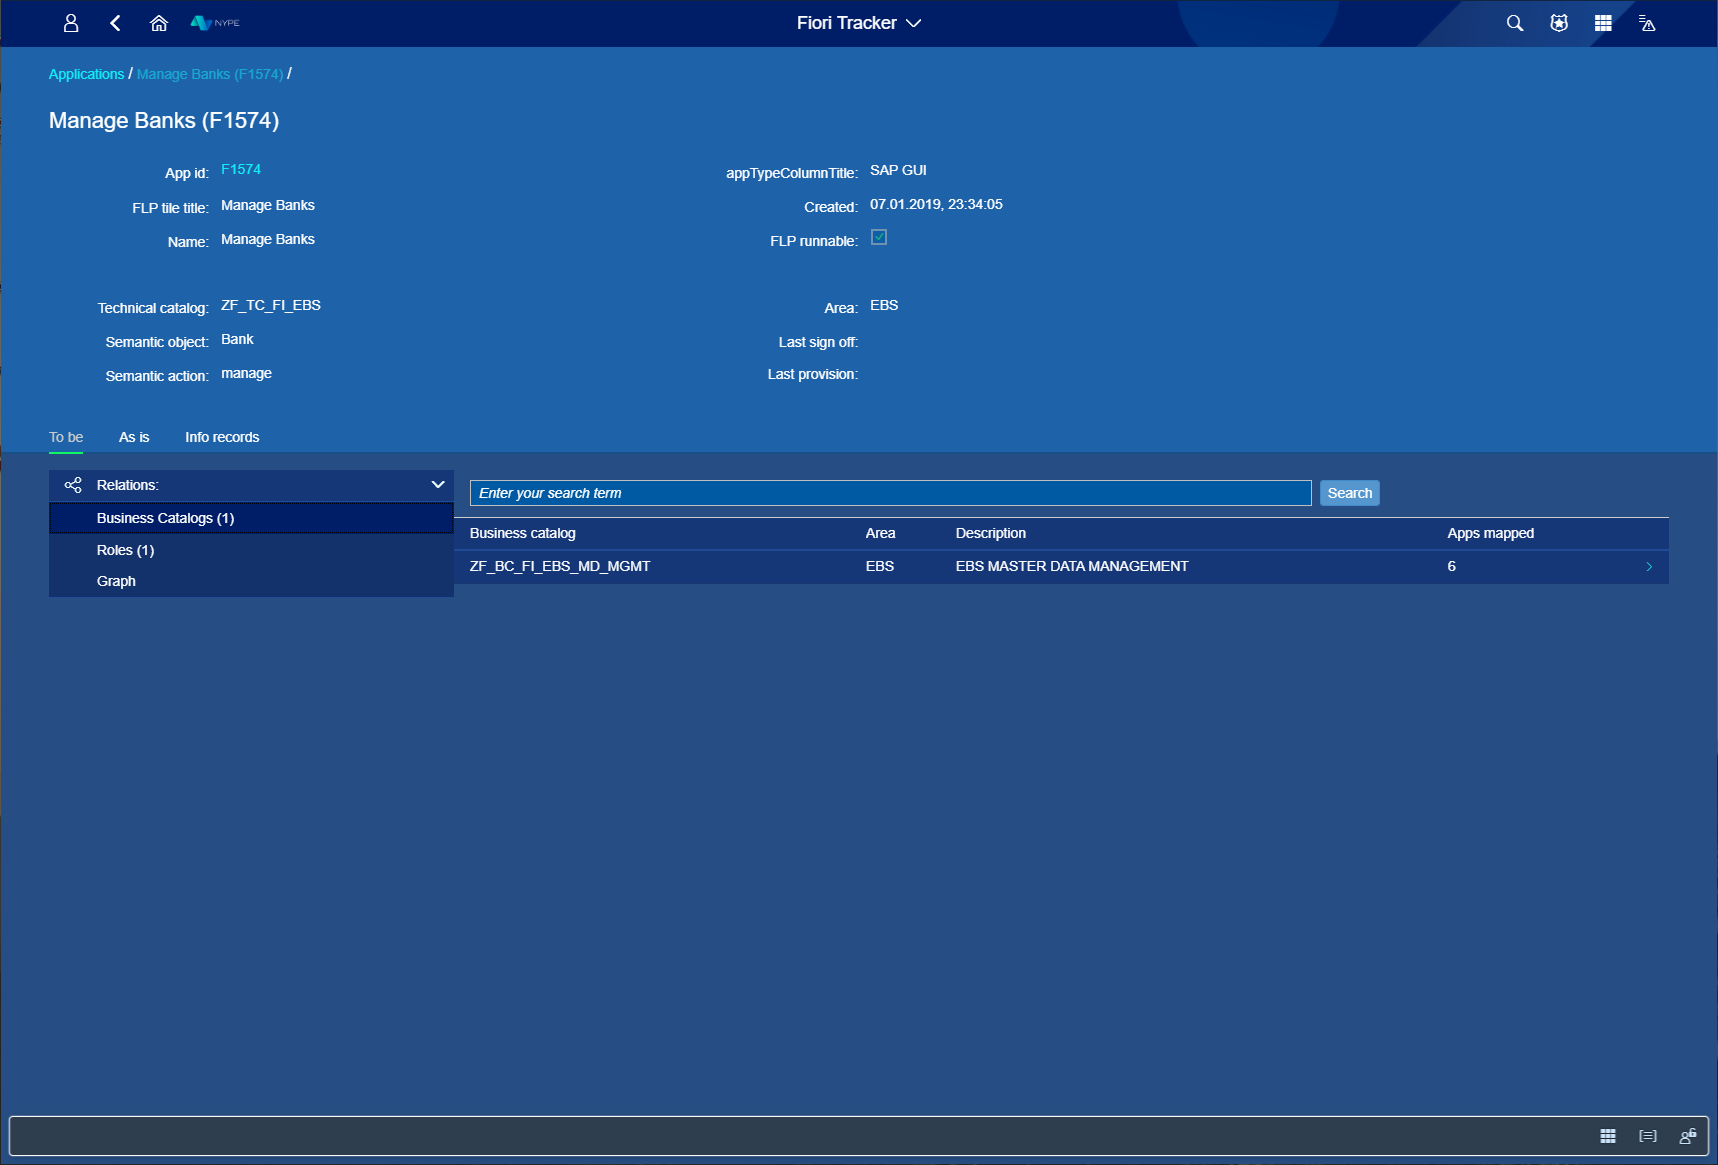 NYPE
Fiori Tracker
Applications / Manage Banks (F1574) /
Manage Banks (F1574)
App id: F1574
appTypeColumnTitle: SAP GUI
FLP tile title: Manage Banks
Created: 07.01.2019, 23:34:05
Name: Manage Banks
FLP runnable:
Technical catalog: ZF_TC_FI_EBS
Area: EBS
Semantic object: Bank
Last sign off:
Semantic action: manage
Last provision:
To be As is Info records
Relations:
Business Catalogs (1)
Roles (1)
Graph
Enter your search term Search
Business catalog Area Description Apps mapped
ZF_BC_FI_EBS_MD_MGMT EBS EBS MASTER DATA MANAGEMENT 6